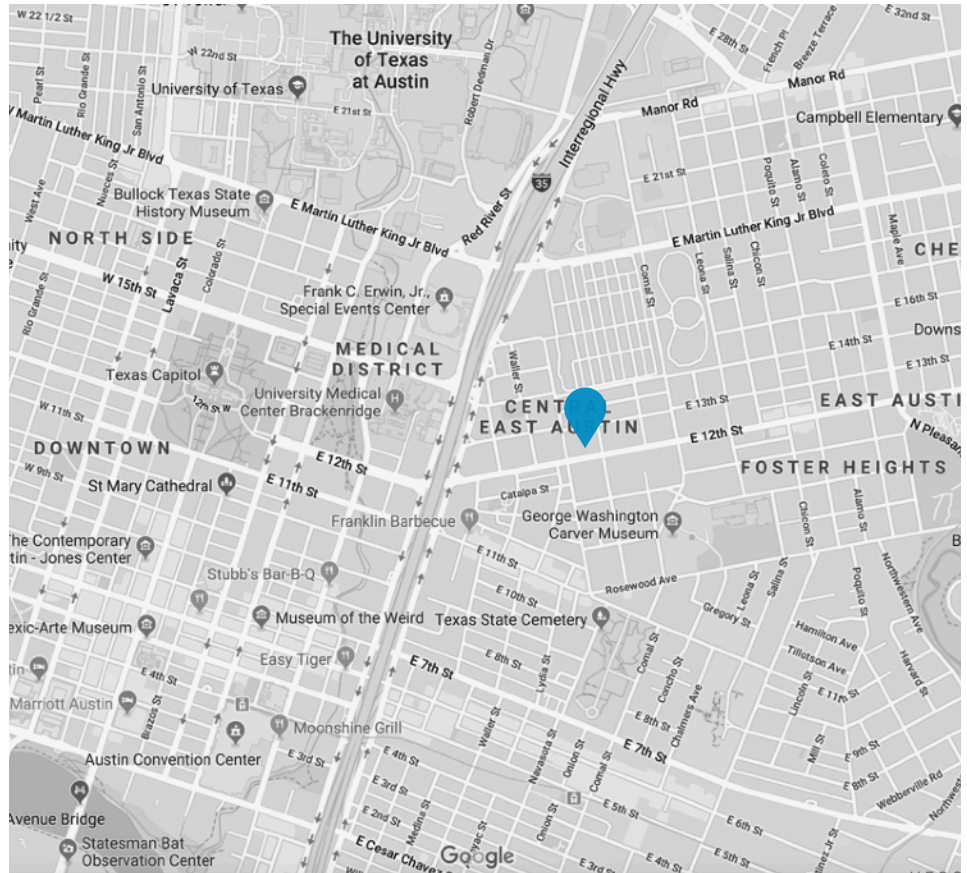 W 22 1/2 St
E 32nd St
The University
of Texas
at Austin
W 22nd St
University of Texas
E 21st St
Robert Dedman Dr
Interregional Hwy
E 28th St
French Pl
Breeze Terrace
Manor Rd
Manor Rd
Campbell Elementary
Pearl St
Rio Grande St
San Antonio St
W Martin Luther King Jr Blvd
Nueces St
West Ave
35
E 21st St
Poquito St
Alamo St
Coleto St
Bullock Texas State
History Museum
E Martin Luther King Jr Blvd
Red River St
E Martin Luther King Jr Blvd
Maple Ave
NORTH SIDE
Colorado St
Lavaca St
W 15th St
Rio Grande St
Comal St
Leona St
Salina St
Chicon St
CHE
Frank C. Erwin, Jr.,
Special Events Center
E 16th St
Downs
E 14th St
E 13th St
MEDICAL
DISTRICT
Waller St
Texas Capitol
University Medical
Center Brackenridge
12th St
W
W 11th St
CENTRAL
EAST AUSTIN
E 13th St
EAST AUSTI
E 12th St
N Pleasan
DOWNTOWN
E 12th St
FOSTER HEIGHTS
W 9th St
St Mary Cathedral
E 11th St
Catalpa St
Franklin Barbecue
George Washington
Carver Museum
Chicon St
Alamo St
The Contemporary
tin - Jones Center
Stubb's Bar-B-Q
E 11th St
Rosewood Ave
E 10th St
Leona St
Salina St
Poquito St
Northwestern Ave
Museum of the Weird
Texas State Cemetery
Gregory St
exic-Arte Museum
Hamilton Ave
Easy Tiger
E 7th St
E 8th St
Lydia St
Comal St
Concho St
Tillotson Ave
Harvard St
tin
E 4th St
Marriott Austin
Chalmers Ave
Lincoln St
E 11th St
Brazos St
Moonshine Grill
Waller St
E 8th St
Austin Convention Center
E 3rd St
E 4th St
Navasota St
Onion St
Comal St
E 7th St
Mill St
E 9th St
E 8th St
Webberville Rd
Northwest
E 3rd St
E 2nd St
Medina St
Onion St
E 5th St
E 6th St
Avenue Bridge
Statesman Bat
Observation Center
E Cesar Chavez
Google
E 3rd St
E 4th St
E 5th St